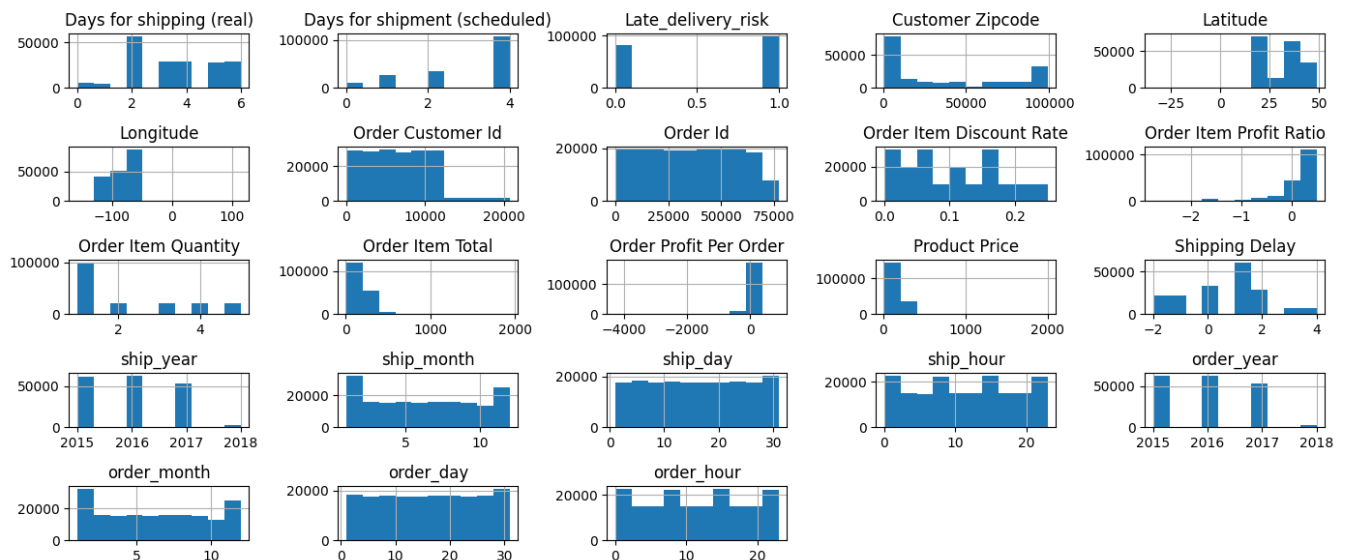 Days for shipping (real) Days for shipment (scheduled) Late_delivery_risk Customer Zipcode Latitude
50000 100000 100000 50000 50000
0 0 0 0 0
0 2 4 6 0 2 4 0.0 0.5 1.0 0 50000 100000 −25 0 25 50
Longitude Order Customer Id Order Id Order Item Discount Rate Order Item Profit Ratio
50000 20000 20000 20000 100000
0 0 0 0 0
−100 0 100 0 10000 20000 0 25000 50000 75000 0.0 0.1 0.2 −2 −1 0
Order Item Quantity Order Item Total Order Profit Per Order Product Price Shipping Delay
100000 100000 100000 100000 50000
0 0 0 0 0
2 4 0 1000 2000 −4000 −2000 0 0 1000 2000 −2 0 2 4
ship_year ship_month ship_day ship_hour order_year
50000 20000 20000 20000 50000
0 0 0 0 0
2015 2016 2017 2018 5 10 0 10 20 30 0 10 20 2015 2016 2017 2018
order_month order_day order_hour
20000 20000 20000
0 0 0
5 10 0 10 20 30 0 10 20